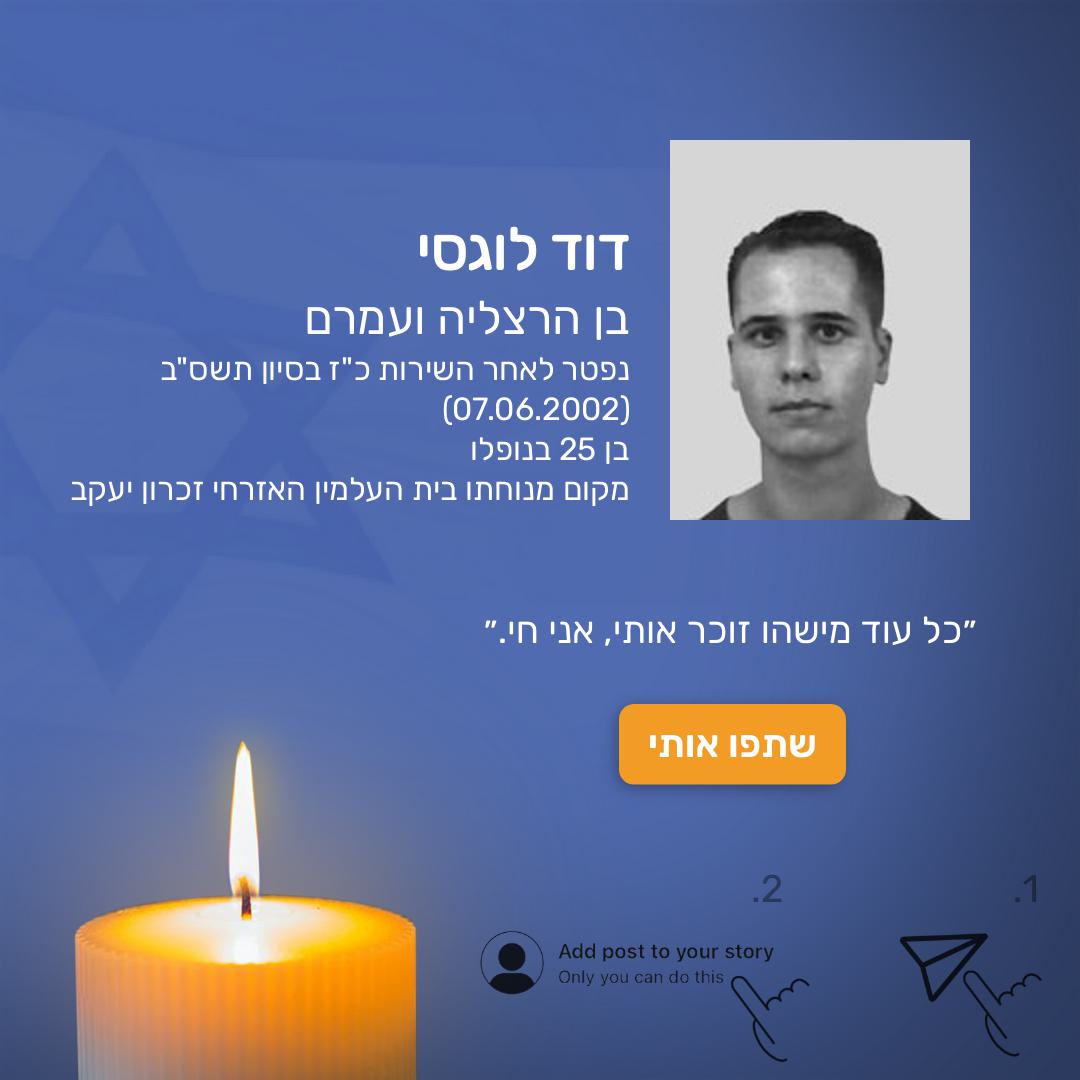 דוד לוגסי
בן הרצליה ועמרם
נפטר לאחר השירות כ"ז בסיון תשס"ב
(07.06.2002)
בן 25 בנופלו
מקום מנוחתו בית העלמין האזרחי זכרון יעקב
״כל עוד מישהו זוכר אותי, אני חי.״
שתפו אותי
1.
2.
Add post to your story
Only you can do this